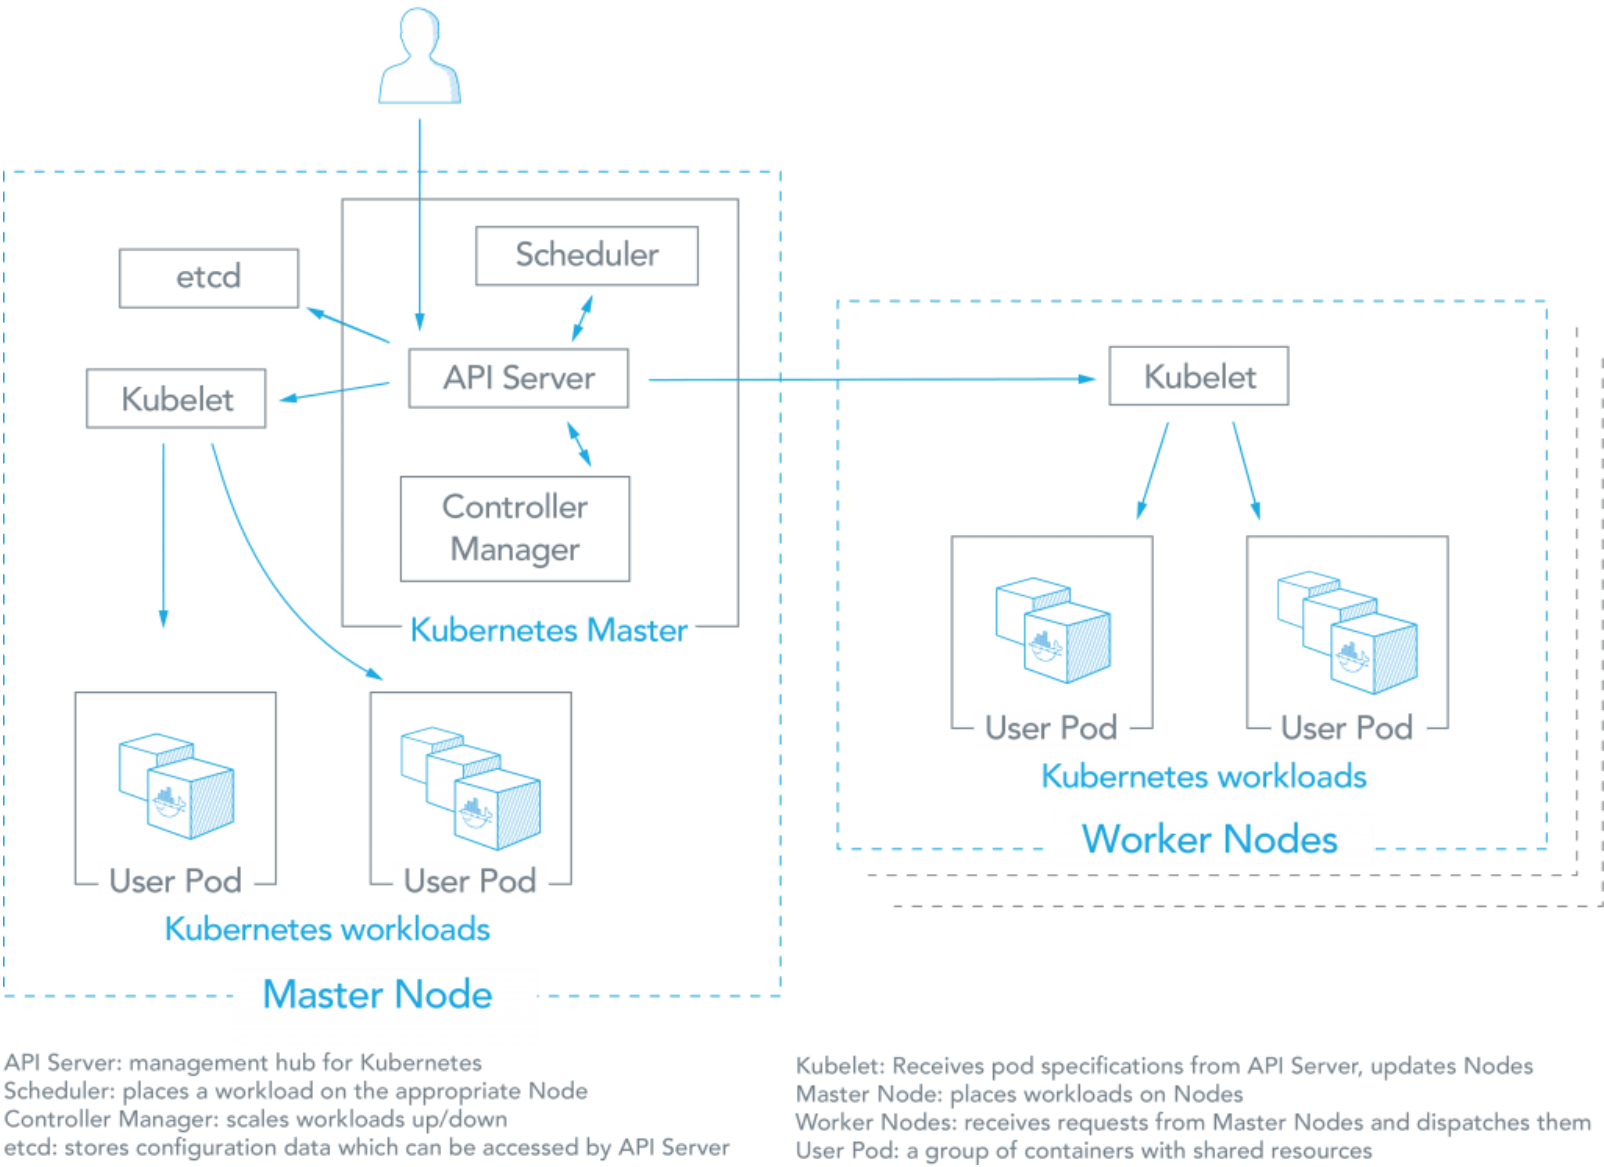 Scheduler
etcd
API Server
Kubelet
Kubelet
Controller
Manager
Kubernetes Master
User Pod
User Pod
Kubernetes workloads
Worker Nodes
User Pod
User Pod
Kubernetes workloads
Master Node
API Server: management hub for Kubernetes
Scheduler: places a workload on the appropriate Node
Controller Manager: scales workloads up/down
etcd: stores configuration data which can be accessed by API Server
Kubelet: Receives pod specifications from API Server, updates Nodes
Master Node: places workloads on Nodes
Worker Nodes: receives requests from Master Nodes and dispatches them
User Pod: a group of containers with shared resources